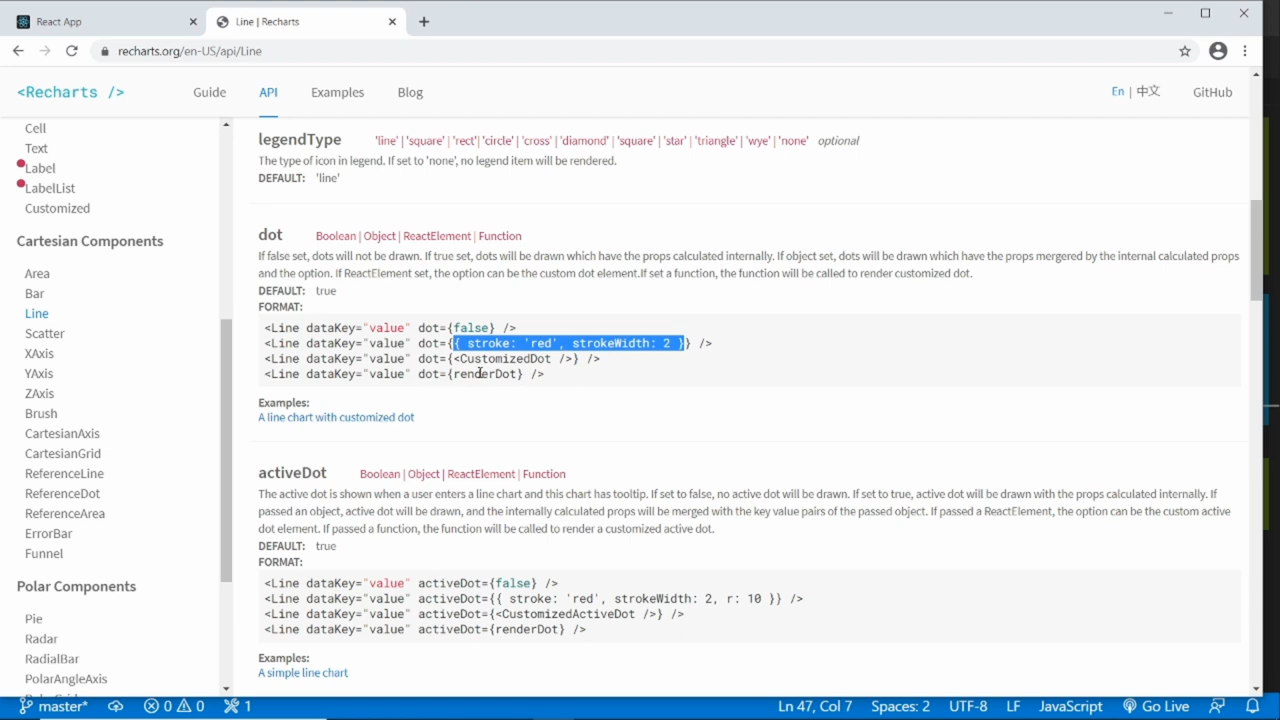 React App
Line | Recharts
recharts.org/en-US/api/Line
<Recharts />
Guide
API
Examples
Blog
En | 中文
GitHub
Cell
Text
Label
LabelList
Customized
Cartesian Components
Area
Bar
Line
Scatter
XAxis
YAxis
ZAxis
Brush
CartesianAxis
CartesianGrid
ReferenceLine
ReferenceDot
ReferenceArea
ErrorBar
Funnel
Polar Components
Pie
Radar
RadialBar
PolarAngleAxis
legendType 'line' | 'square' | 'rect'| 'circle' | 'cross' | 'diamond' | 'square' | 'star' | 'triangle' | 'wye' | 'none' optional
The type of icon in legend. If set to 'none', no legend item will be rendered.
DEFAULT: 'line'
dot Boolean | Object | ReactElement | Function
If false set, dots will not be drawn. If true set, dots will be drawn which have the props calculated internally. If object set, dots will be drawn which have the props mergered by the internal calculated props
and the option. If ReactElement set, the option can be the custom dot element.If set a function, the function will be called to render customized dot.
DEFAULT: true
FORMAT:
<Line dataKey="value" dot={false} />
<Line dataKey="value" dot={{ stroke: 'red', strokeWidth: 2 }} />
<Line dataKey="value" dot={<CustomizedDot />} />
<Line dataKey="value" dot={renderDot} />
Examples:
A line chart with customized dot
activeDot Boolean | Object | ReactElement | Function
The active dot is shown when a user enters a line chart and this chart has tooltip. If set to false, no active dot will be drawn. If set to true, active dot will be drawn with the props calculated internally. If
passed an object, active dot will be drawn, and the internally calculated props will be merged with the key value pairs of the passed object. If passed a ReactElement, the option can be the custom active
dot element. If passed a function, the function will be called to render a customized active dot.
DEFAULT: true
FORMAT:
<Line dataKey="value" activeDot={false} />
<Line dataKey="value" activeDot={{ stroke: 'red', strokeWidth: 2, r: 10 }} />
<Line dataKey="value" activeDot={<CustomizedActiveDot />} />
<Line dataKey="value" activeDot={renderDot} />
Examples:
A simple line chart
master* 0 0 1 Ln 47, Col 7 Spaces: 2 UTF-8 LF JavaScript Go Live